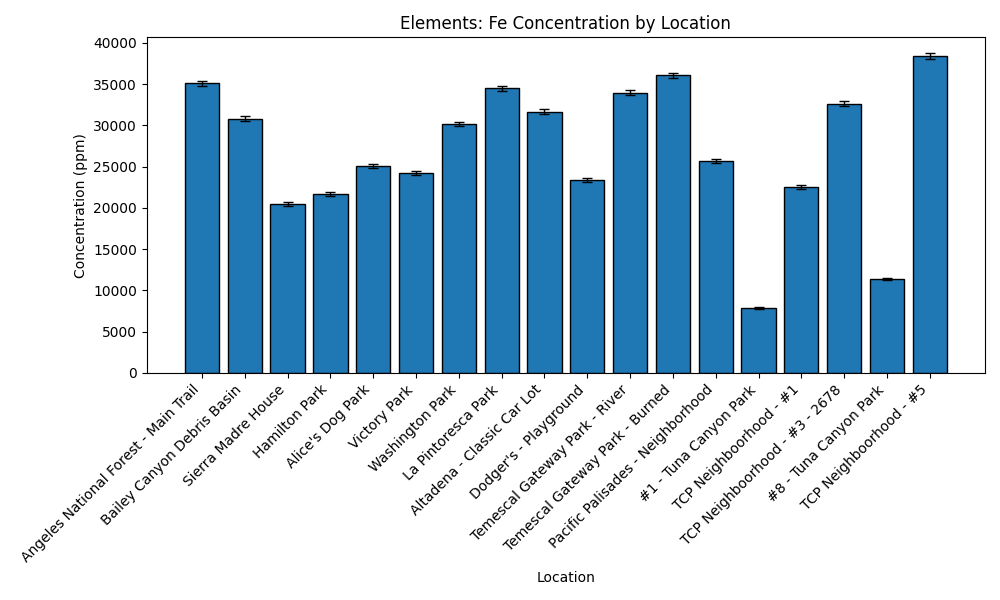 Elements: Fe Concentration by Location
Concentration (ppm)
40000
35000
30000
25000
20000
15000
10000
5000
0
Angeles National Forest - Main Trail
Bailey Canyon Debris Basin
Sierra Madre House
Hamilton Park
Alice's Dog Park
Victory Park
Washington Park
La Pintoresca Park
Altadena - Classic Car Lot
Dodger's - Playground
Temescal Gateway Park - River
Temescal Gateway Park - Burned
Pacific Palisades - Neighborhood
#1 - Tuna Canyon Park
TCP Neighboorhood - #1
TCP Neighboorhood - #3 - 2678
#8 - Tuna Canyon Park
TCP Neighboorhood - #5
Location